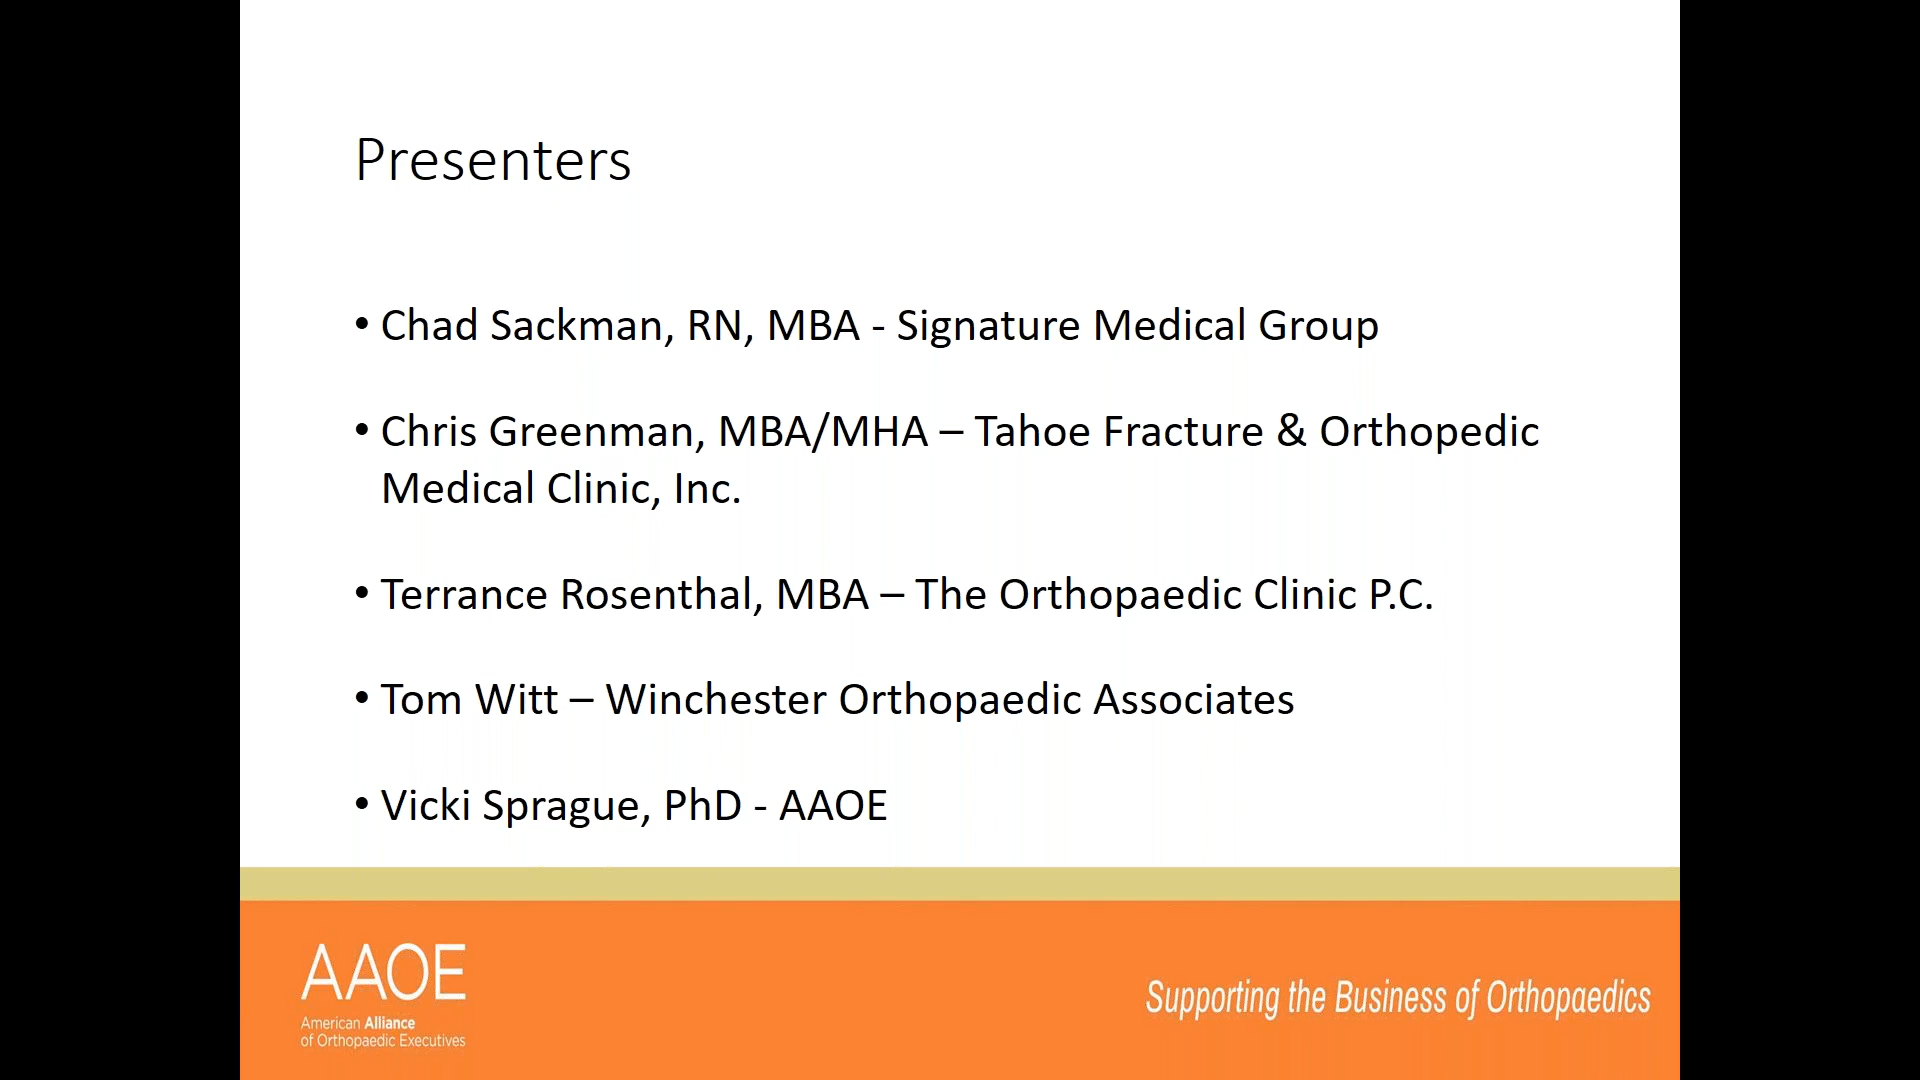 Presenters
• Chad Sackman, RN, MBA - Signature Medical Group
• Chris Greenman, MBA/MHA – Tahoe Fracture & Orthopedic
Medical Clinic, Inc.
• Terrance Rosenthal, MBA – The Orthopaedic Clinic P.C.
• Tom Witt – Winchester Orthopaedic Associates
• Vicki Sprague, PhD - AAOE
AAOE
American Alliance
of Orthopaedic Executives
Supporting the Business of Orthopaedics